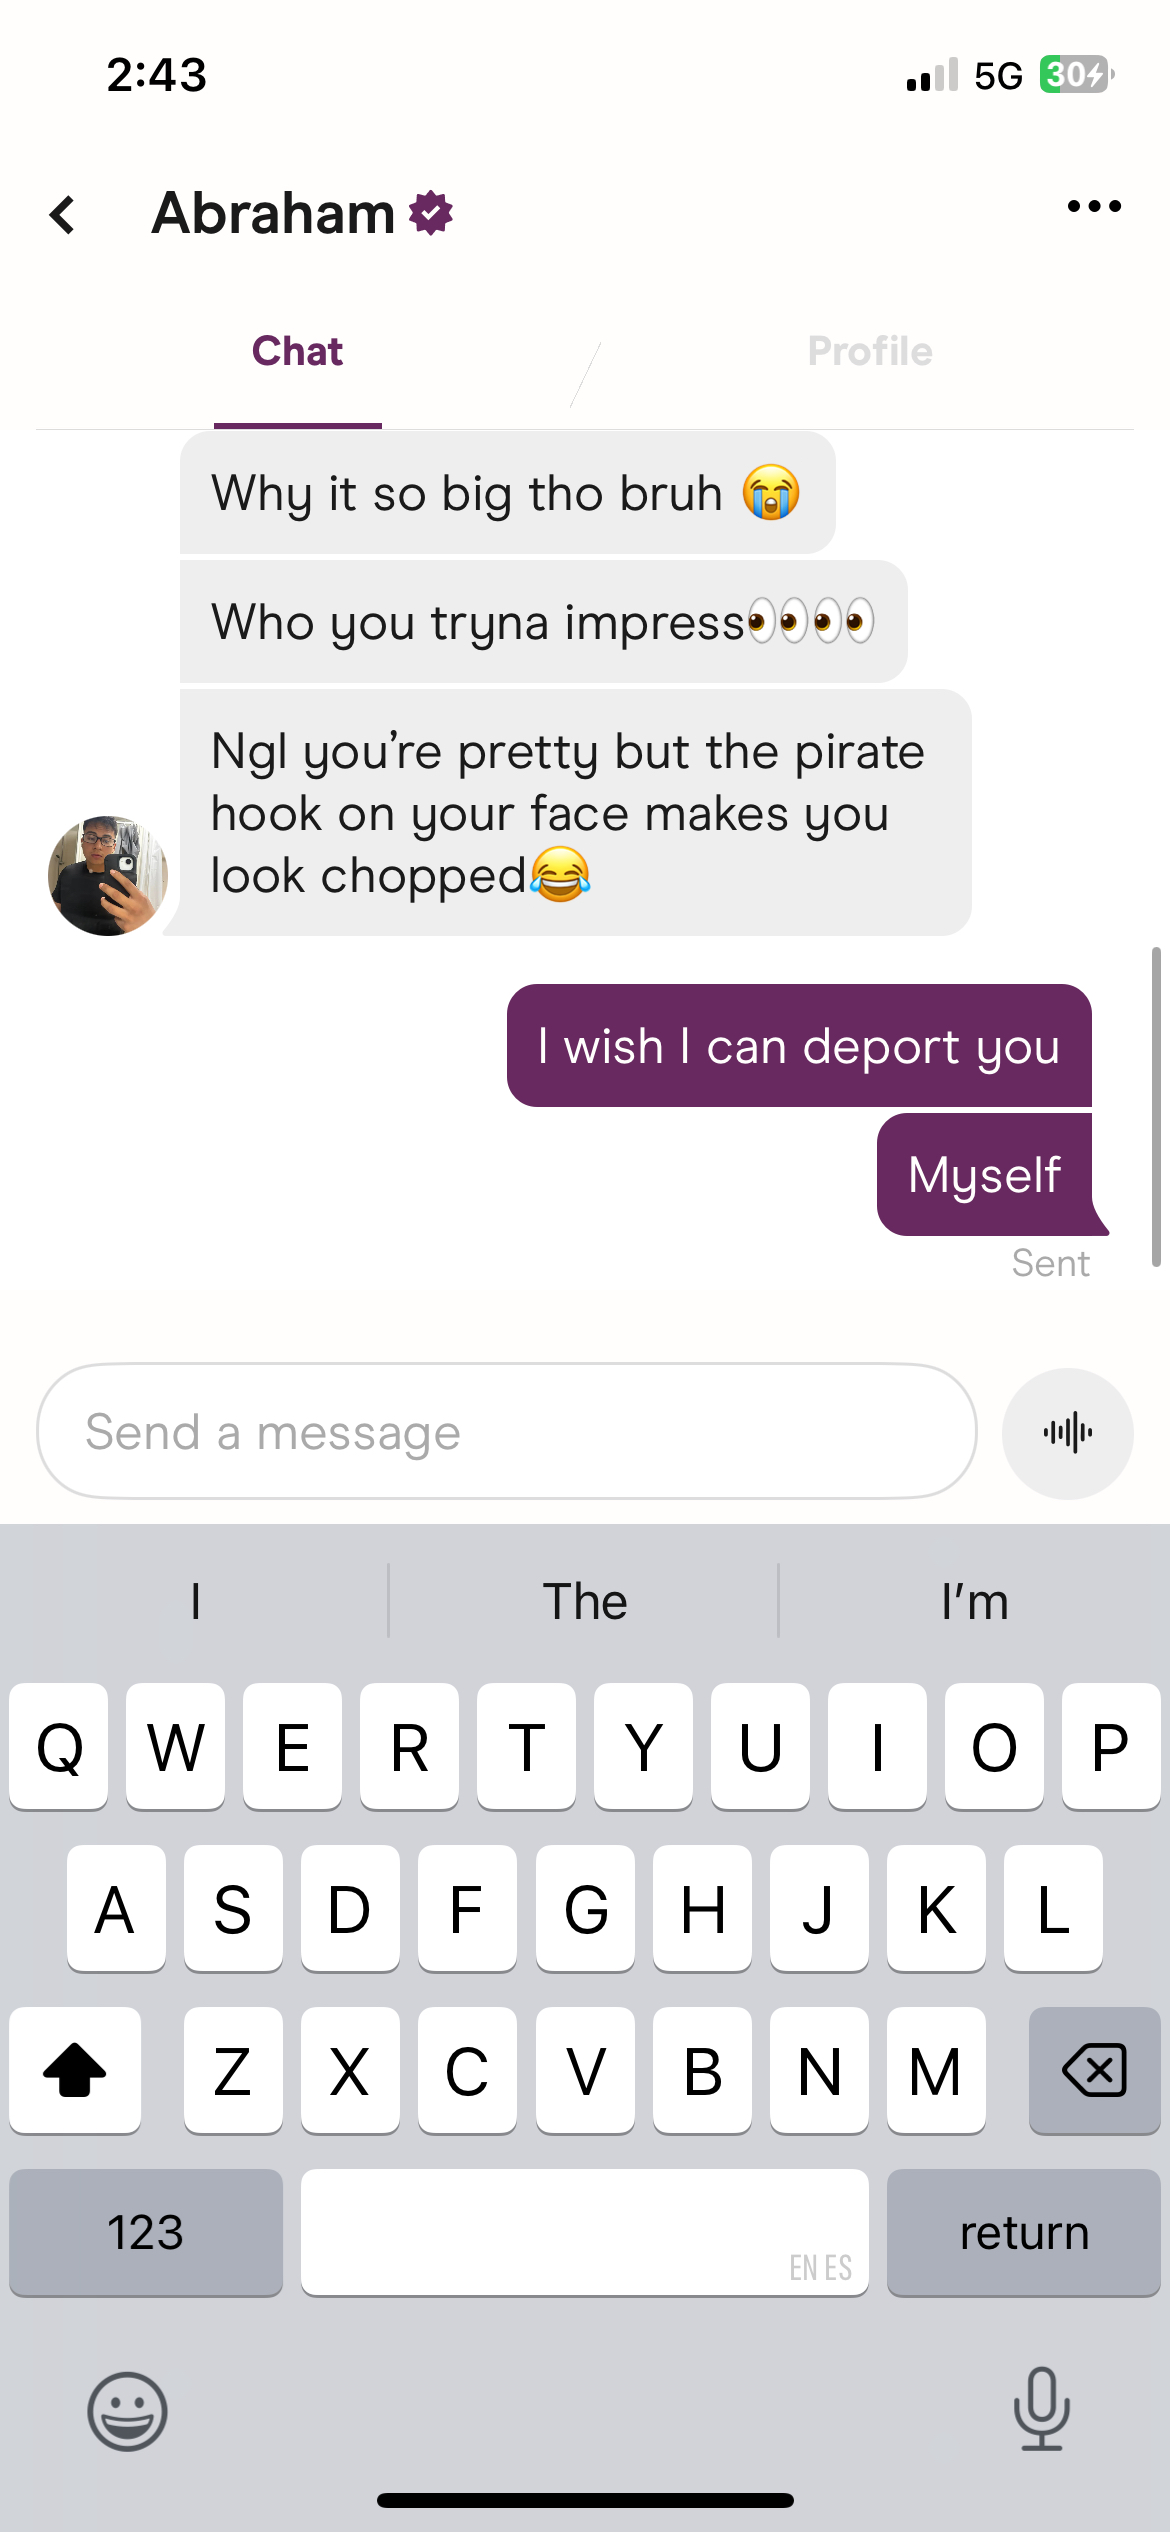 2:43
5G
30
Abraham
Chat
Profile
Why it so big tho bruh 😭
Who you tryna impress👀👀
Ngl you’re pretty but the pirate
hook on your face makes you
look chopped😂
I wish I can deport you
Myself
Sent
Send a message
I The I’m
Q W E R T Y U I O P
A S D F G H J K L
Z X C V B N M
123
EN ES
return